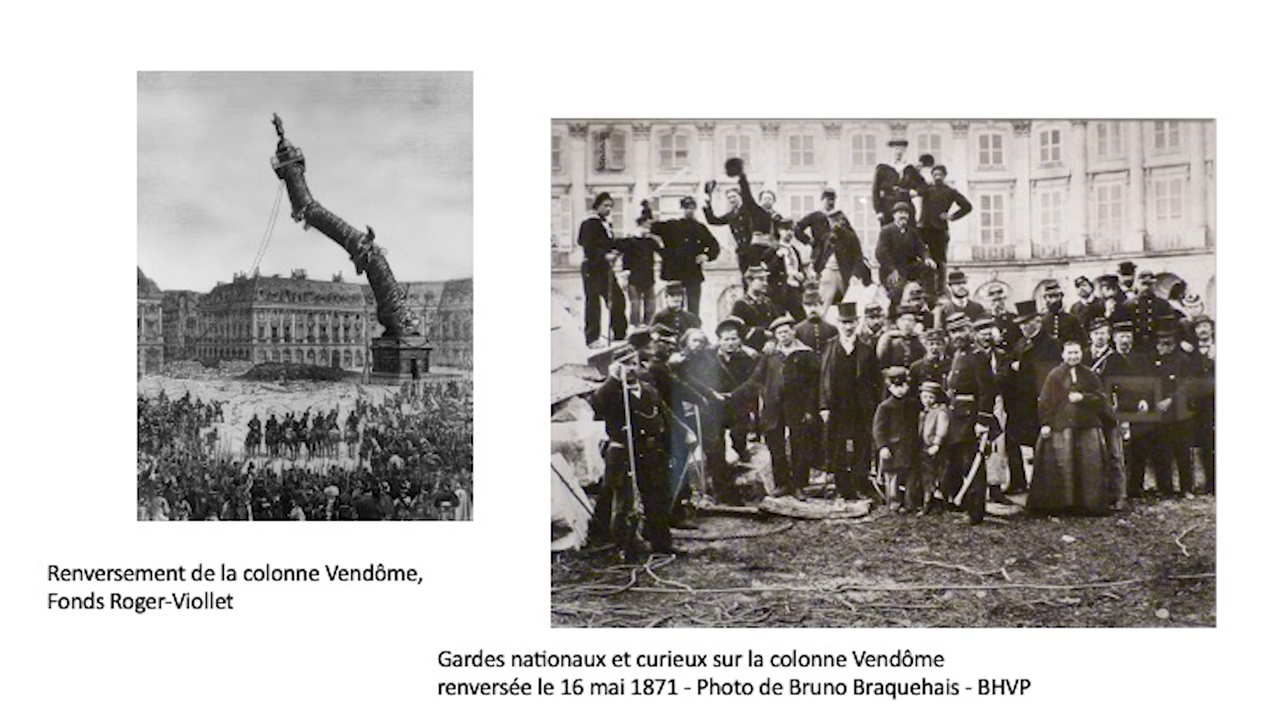 Renversement de la colonne Vendôme,
Fonds Roger-Viollet
Gardes nationaux et curieux sur la colonne Vendôme
renversée le 16 mai 1871 - Photo de Bruno Braquehais - BHVP